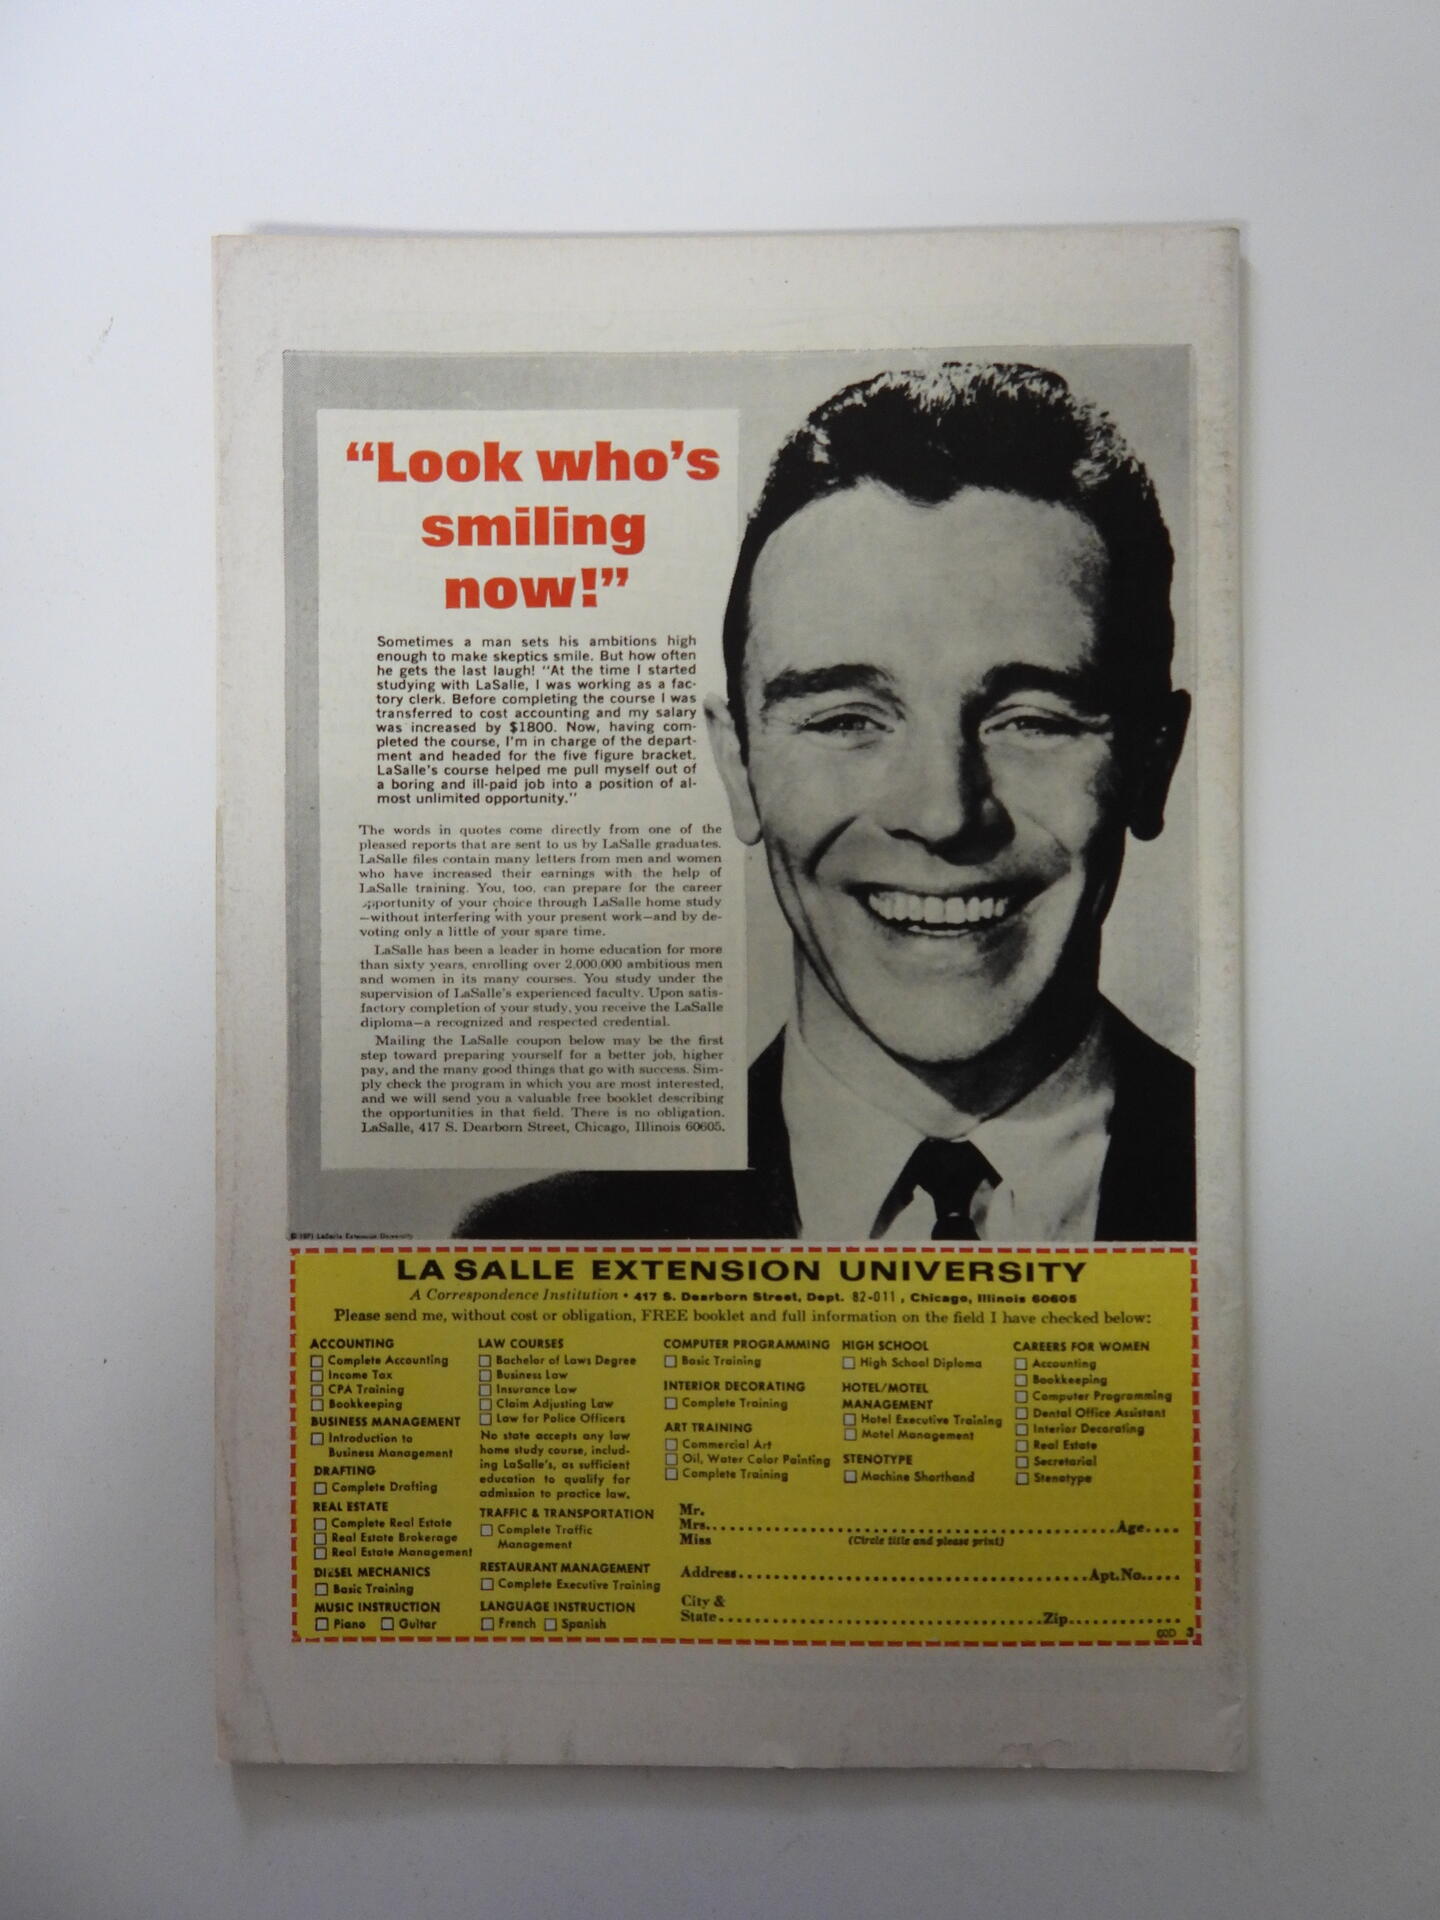 “Look who’s
smiling
now!”
Sometimes a man sets his ambitions high
enough to make skeptics smile. But how often
he gets the last laugh! “At the time I started
studying with LaSalle, I was working as a fac-
tory clerk. Before completing the course I was
transferred to cost accounting and my salary
was increased by $1800. Now, having com-
pleted the course, I’m in charge of the depart-
ment and headed for the five figure bracket.
LaSalle’s course helped me pull myself out of
a boring and ill-paid job into a position of al-
most unlimited opportunity.”
The words in quotes come directly from one of the
pleased reports that are sent to us by LaSalle graduates.
LaSalle files contain many letters from men and women
who have increased their earnings with the help of
LaSalle training. You, too, can prepare for the career
opportunity of your choice through LaSalle home study
—without interfering with your present work—and by de-
voting only a little of your spare time.
LaSalle has been a leader in home education for more
than sixty years, enrolling over 2,000,000 ambitious men
and women in its many courses. You study under the
supervision of LaSalle’s experienced faculty. Upon satis-
factory completion of your study, you receive the LaSalle
diploma—a recognized and respected credential.
Mailing the LaSalle coupon below may be the first
step toward preparing yourself for a better job, higher
pay, and the many good things that go with success. Sim-
ply check the program in which you are most interested,
and we will send you a valuable free booklet describing
the opportunities in that field. There is no obligation.
LaSalle, 417 S. Dearborn Street, Chicago, Illinois 60605.
© 1971 LaSalle Extension University
LA SALLE EXTENSION UNIVERSITY
A Correspondence Institution • 417 S. Dearborn Street, Dept. 82-011, Chicago, Illinois 60605
Please send me, without cost or obligation, FREE booklet and full information on the field I have checked below:
ACCOUNTING
Complete Accounting
Income Tax
CPA Training
Bookkeeping
BUSINESS MANAGEMENT
Introduction to
Business Management
DRAFTING
Complete Drafting
REAL ESTATE
Complete Real Estate
Real Estate Brokerage
Real Estate Management
DIESEL MECHANICS
Basic Training
MUSIC INSTRUCTION
Piano Guitar
LAW COURSES
Bachelor of Laws Degree
Business Law
Insurance Law
Claim Adjusting Law
Law for Police Officers
No state accepts any law
home study course, includ-
ing LaSalle’s, as sufficient
education to qualify for
admission to practice law.
TRAFFIC & TRANSPORTATION
Complete Traffic
Management
RESTAURANT MANAGEMENT
Complete Executive Training
LANGUAGE INSTRUCTION
French Spanish
COMPUTER PROGRAMMING
Basic Training
INTERIOR DECORATING
Complete Training
ART TRAINING
Commercial Art
Oil, Water Color Painting
Complete Training
HIGH SCHOOL
High School Diploma
HOTEL/MOTEL
MANAGEMENT
Hotel Executive Training
Motel Management
STENOTYPE
Machine Shorthand
CAREERS FOR WOMEN
Accounting
Bookkeeping
Computer Programming
Dental Office Assistant
Interior Decorating
Real Estate
Secretarial
Stenotype
Mr.
Mrs. Age
Miss (Circle title and please print)
Address Apt.No.
City &
State Zip
3